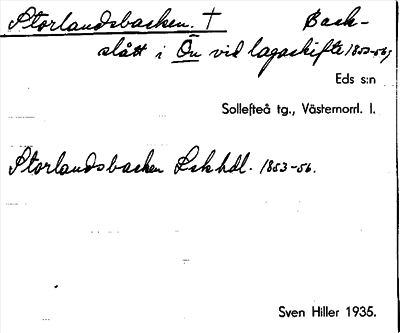 Storlandsbacken. † Back-
slått i Ön vid lagaskifte 1853-56;
Eds s:n
Sollefteå tg., Västernorrl. l.
Storlandsbacken Lskhdl. 1853-56.
Sven Hiller 1935.